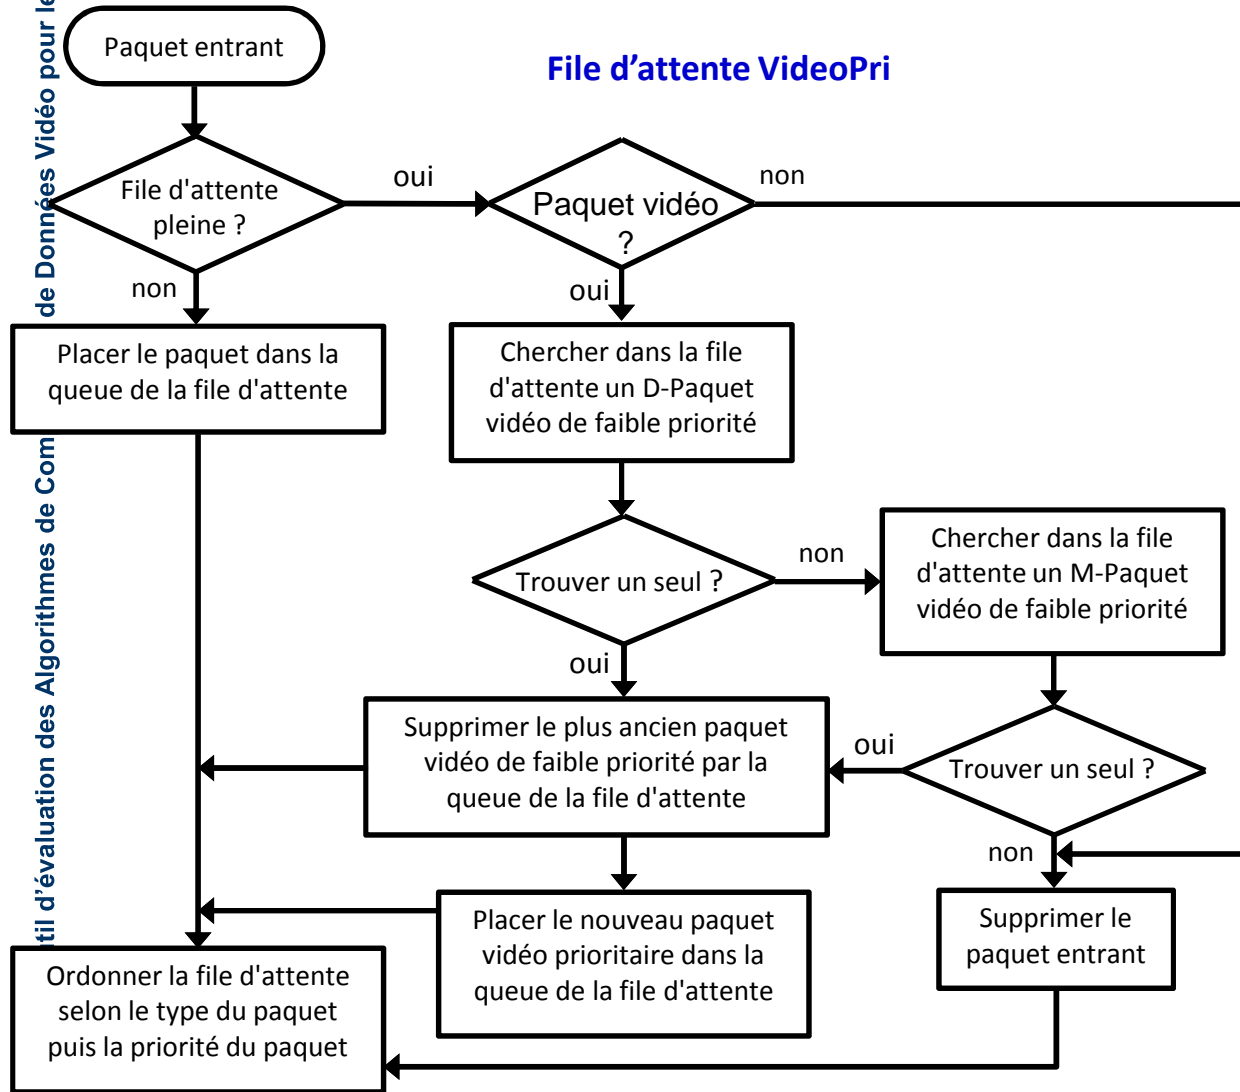 Paquet entrant
File d'attente VideoPri
File d'attente
pleine ?
oui
Paquet vidéo
?
non
non
oui
Placer le paquet dans la
queue de la file d'attente
Chercher dans la file
d'attente un D-Paquet
vidéo de faible priorité
Trouver un seul ?
non
Chercher dans la file
d'attente un M-Paquet
vidéo de faible priorité
oui
Supprimer le plus ancien paquet
vidéo de faible priorité par la
queue de la file d'attente
oui
Trouver un seul ?
non
Placer le nouveau paquet
vidéo prioritaire dans la
queue de la file d'attente
Supprimer le
paquet entrant
Ordonner la file d'attente
selon le type du paquet
puis la priorité du paquet
d'évaluation des Algorithmes de de Données Vidéo pour